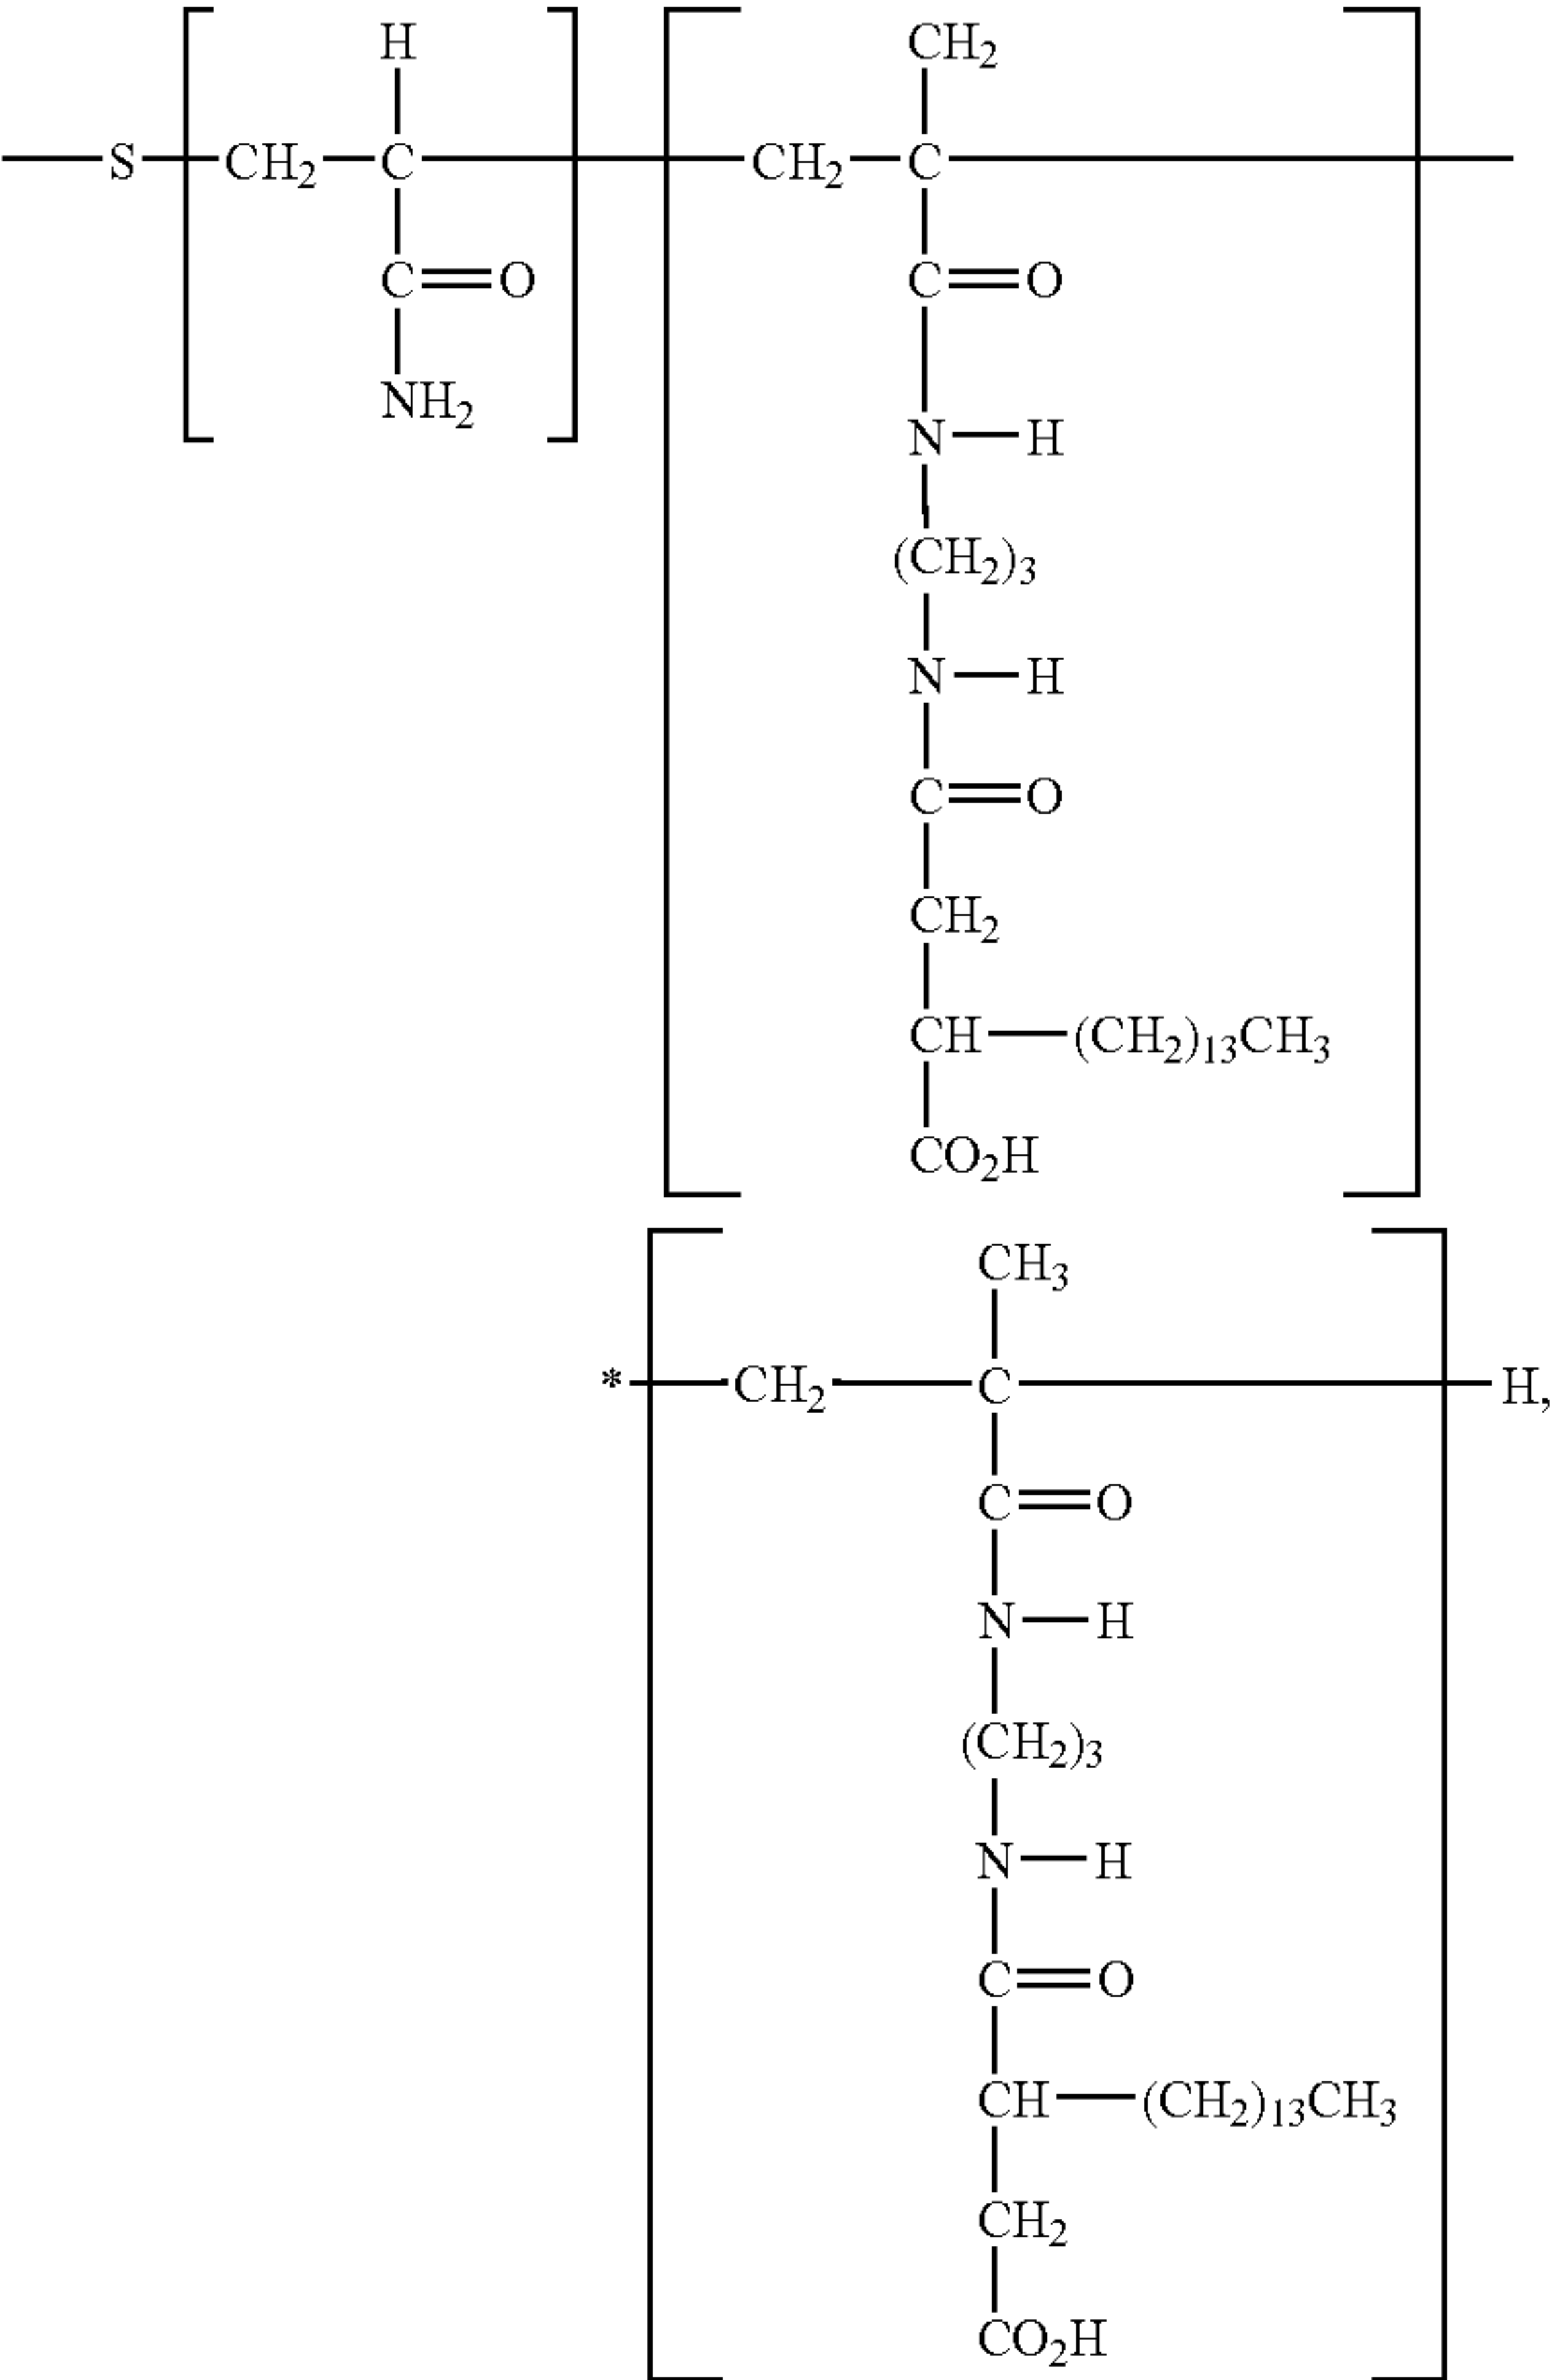 H CH2
S CH2 C CH2 C
C O C O
NH2 N H
(CH2)3
N H
C O
CH2
CH (CH2)13CH3
CO2H
CH3
* CH2 C H,
C O
N H
(CH2)3
N H
C O
CH (CH2)13CH3
CH2
CO2H